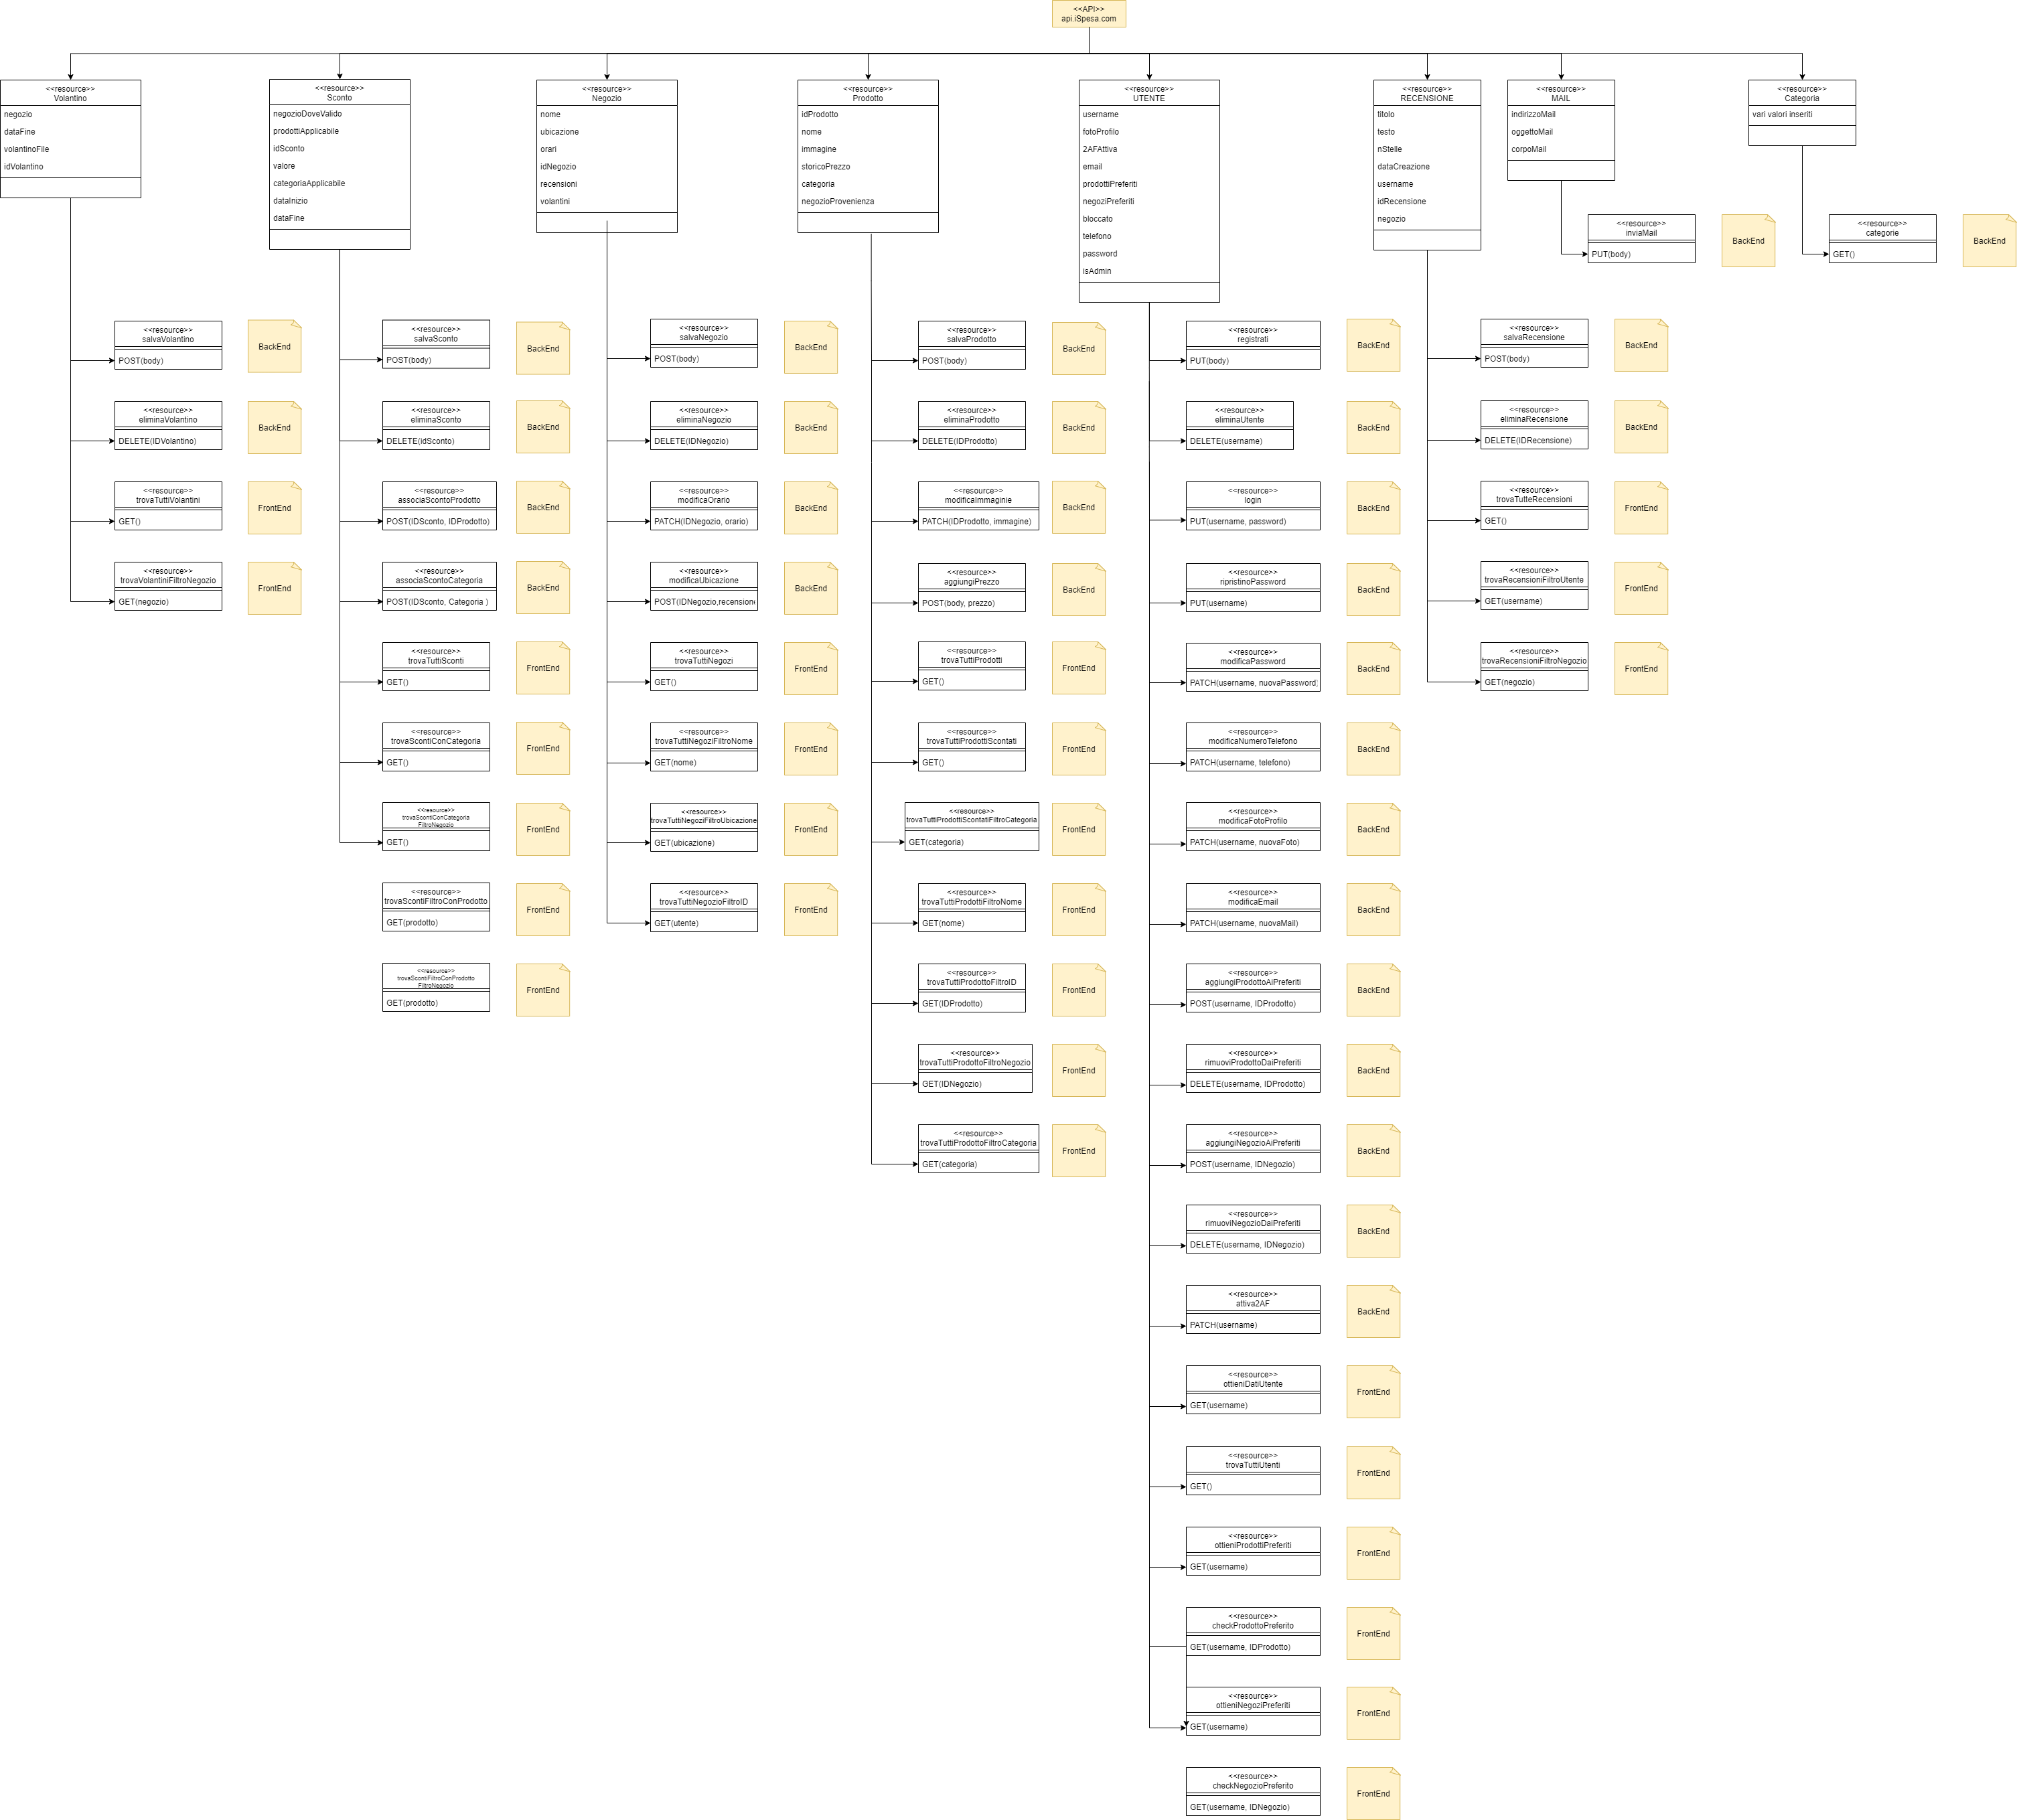 <<API>>
api.iSpesa.com
<<resource>>
Volantino
negozio
dataFine
volantinoFile
idVolantino
<<resource>>
salvaVolantino
POST(body)
BackEnd
<<resource>>
eliminaVolantino
DELETE(IDVolantino)
BackEnd
<<resource>>
trovaTuttiVolantini
GET()
FrontEnd
<<resource>>
trovaVolantiniFiltroNegozio
GET(negozio)
FrontEnd
<<resource>>
Sconto
negozioDoveValido
prodottiApplicabile
idSconto
valore
categoriaApplicabile
dataInizio
dataFine
<<resource>>
salvaSconto
POST(body)
BackEnd
<<resource>>
eliminaSconto
DELETE(idSconto)
BackEnd
<<resource>>
associaScontoProdotto
POST(IDSconto, IDProdotto)
BackEnd
<<resource>>
associaScontoCategoria
POST(IDSconto, Categoria )
BackEnd
<<resource>>
trovaTuttiSconti
GET()
FrontEnd
<<resource>>
trovaScontiConCategoria
GET()
FrontEnd
<<resource>>
trovaScontiConCategoria
FiltroNegozio
GET()
FrontEnd
<<resource>>
trovaScontiFiltroConProdotto
GET(prodotto)
FrontEnd
<<resource>>
trovaScontiFiltroConProdotto
FiltroNegozio
GET(prodotto)
FrontEnd
<<resource>>
Negozio
nome
ubicazione
orari
idNegozio
recensioni
volantini
<<resource>>
salvaNegozio
POST(body)
BackEnd
<<resource>>
eliminaNegozio
DELETE(IDNegozio)
BackEnd
<<resource>>
modificaOrario
PATCH(IDNegozio, orario)
BackEnd
<<resource>>
modificaUbicazione
POST(IDNegozio,recensione
BackEnd
<<resource>>
trovaTuttiNegozi
GET()
FrontEnd
<<resource>>
trovaTuttiNegoziFiltroNome
GET(nome)
FrontEnd
<<resource>>
trovaTuttiNegoziFiltroUbicazione
GET(ubicazione)
FrontEnd
<<resource>>
trovaTuttiNegozioFiltroID
GET(utente)
FrontEnd
<<resource>>
Prodotto
idProdotto
nome
immagine
storicoPrezzo
categoria
negozioProvenienza
<<resource>>
salvaProdotto
POST(body)
BackEnd
<<resource>>
eliminaProdotto
DELETE(IDProdotto)
BackEnd
<<resource>>
modificaImmaginie
PATCH(IDProdotto, immagine)
BackEnd
<<resource>>
aggiungiPrezzo
POST(body, prezzo)
BackEnd
<<resource>>
trovaTuttiProdotti
GET()
FrontEnd
<<resource>>
trovaTuttiProdottiScontati
GET()
FrontEnd
<<resource>>
trovaTuttiProdottiScontatiFiltroCategoria
GET(categoria)
FrontEnd
<<resource>>
trovaTuttiProdottiFiltroNome
GET(nome)
FrontEnd
<<resource>>
trovaTuttiProdottoFiltroID
GET(IDProdotto)
FrontEnd
<<resource>>
trovaTuttiProdottoFiltroNegozio
GET(IDNegozio)
FrontEnd
<<resource>>
trovaTuttiProdottoFiltroCategoria
GET(categoria)
FrontEnd
<<resource>>
UTENTE
username
fotoProfilo
2AFAttiva
email
prodottiPreferiti
negoziPreferiti
bloccato
telefono
password
isAdmin
<<resource>>
registrati
PUT(body)
BackEnd
<<resource>>
eliminaUtente
DELETE(username)
BackEnd
<<resource>>
login
PUT(username, password)
BackEnd
<<resource>>
ripristinoPassword
PUT(username)
BackEnd
<<resource>>
modificaPassword
PATCH(username, nuovaPassword)
BackEnd
<<resource>>
modificaNumeroTelefono
PATCH(username, telefono)
BackEnd
<<resource>>
modificaFotoProfilo
PATCH(username, nuovaFoto)
BackEnd
<<resource>>
modificaEmail
PATCH(username, nuovaMail)
BackEnd
<<resource>>
aggiungiProdottoAiPreferiti
POST(username, IDProdotto)
BackEnd
<<resource>>
rimuoviProdottoDaiPreferiti
DELETE(username, IDProdotto)
BackEnd
<<resource>>
aggiungiNegozioAiPreferiti
POST(username, IDNegozio)
BackEnd
<<resource>>
rimuoviNegozioDaiPreferiti
DELETE(username, IDNegozio)
BackEnd
<<resource>>
attiva2AF
PATCH(username)
BackEnd
<<resource>>
ottieniDatiUtente
GET(username)
FrontEnd
<<resource>>
trovaTuttiUtenti
GET()
FrontEnd
<<resource>>
ottieniProdottiPreferiti
GET(username)
FrontEnd
<<resource>>
checkProdottoPreferito
GET(username, IDProdotto)
FrontEnd
<<resource>>
ottieniNegoziPreferiti
GET(username)
FrontEnd
<<resource>>
checkNegozioPreferito
GET(username, IDNegozio)
FrontEnd
<<resource>>
RECENSIONE
titolo
testo
nStelle
dataCreazione
username
idRecensione
negozio
<<resource>>
salvaRecensione
POST(body)
BackEnd
<<resource>>
eliminaRecensione
DELETE(IDRecensione)
BackEnd
<<resource>>
trovaTutteRecensioni
GET()
FrontEnd
<<resource>>
trovaRecensioniFiltroUtente
GET(username)
FrontEnd
<<resource>>
trovaRecensioniFiltroNegozio
GET(negozio)
FrontEnd
<<resource>>
MAIL
indirizzoMail
oggettoMail
corpoMail
<<resource>>
inviaMail
PUT(body)
BackEnd
<<resource>>
Categoria
vari valori inseriti
<<resource>>
categorie
GET()
BackEnd